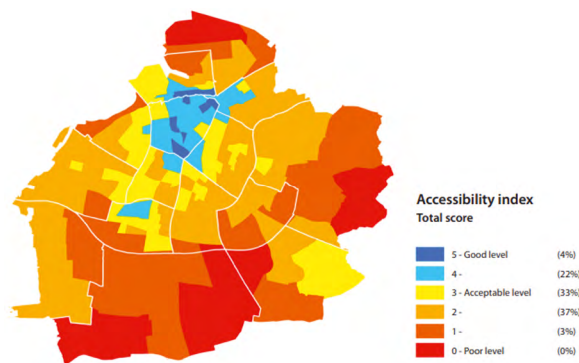 Accessibility index
Total score
5 - Good level (4%)
4 - (22%)
3 - Acceptable level (33%)
2 - (37%)
1 - (3%)
0 - Poor level (0%)